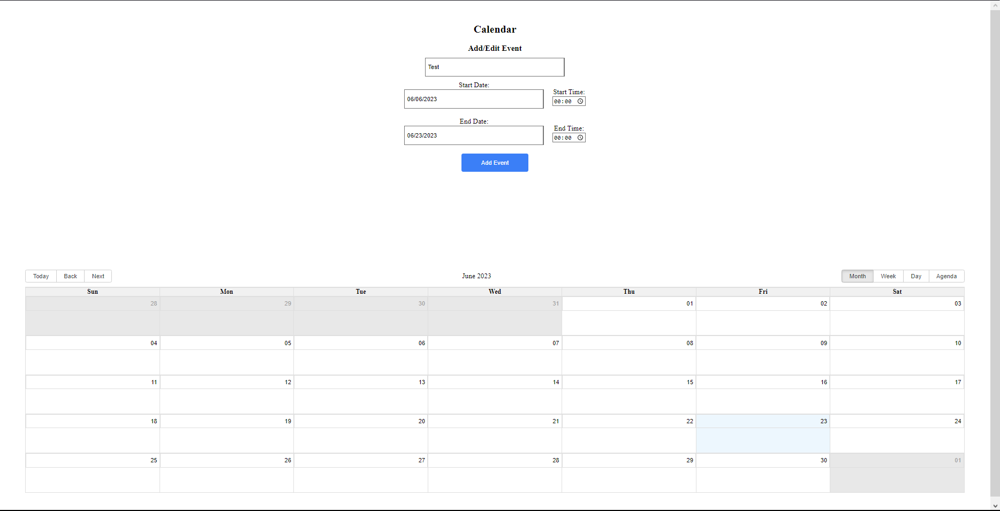 Calendar
Add/Edit Event
Test
Start Date:
Start Time:
06/06/2023
00:00
End Date:
End Time:
06/23/2023
00:00
Add Event
Today Back Next June 2023 Month Week Day Agenda
Sun Mon Tue Wed Thu Fri Sat
28 29 30 31 01 02 03
04 05 06 07 08 09 10
11 12 13 14 15 16 17
18 19 20 21 22 23 24
25 26 27 28 29 30 01